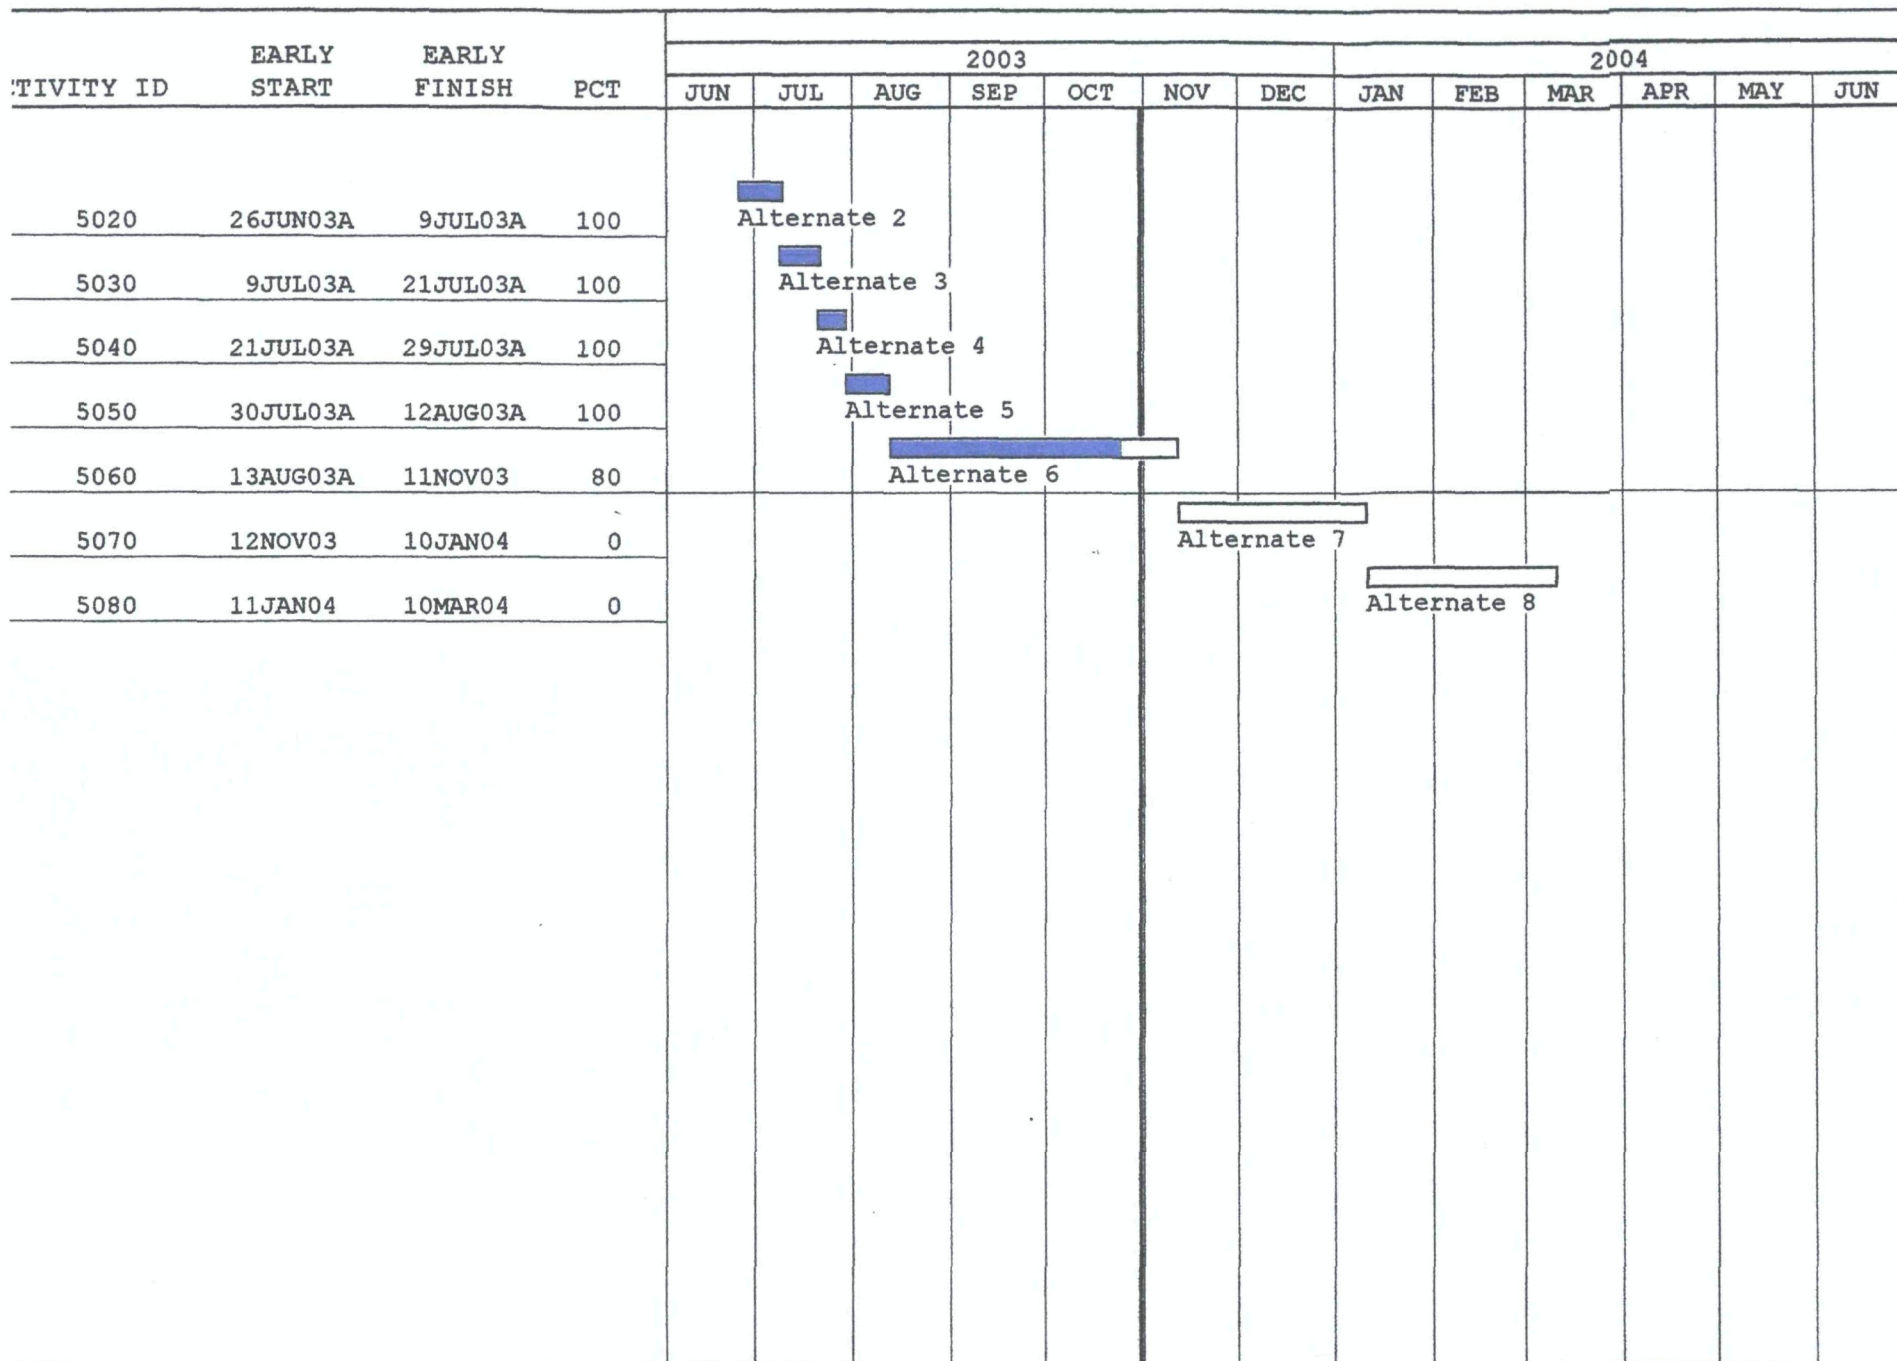 2003 2004
EARLY EARLY
TIVITY ID START FINISH PCT JUN JUL AUG SEP OCT NOV DEC JAN FEB MAR APR MAY JUN
5020 26JUN03A 9JUL03A 100 Alternate 2
5030 9JUL03A 21JUL03A 100 Alternate 3
5040 21JUL03A 29JUL03A 100 Alternate 4
5050 30JUL03A 12AUG03A 100 Alternate 5
5060 13AUG03A 11NOV03 80 Alternate 6
5070 12NOV03 10JAN04 0 Alternate 7
5080 11JAN04 10MAR04 0 Alternate 8